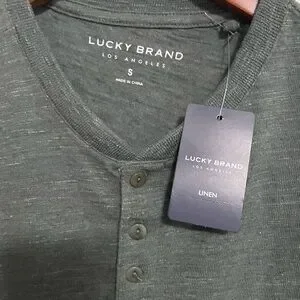 LUCKY BRAND
LOS ANGELES
S
MADE IN CHINA
LUCKY BRAND
LOS ANGELES
LINEN